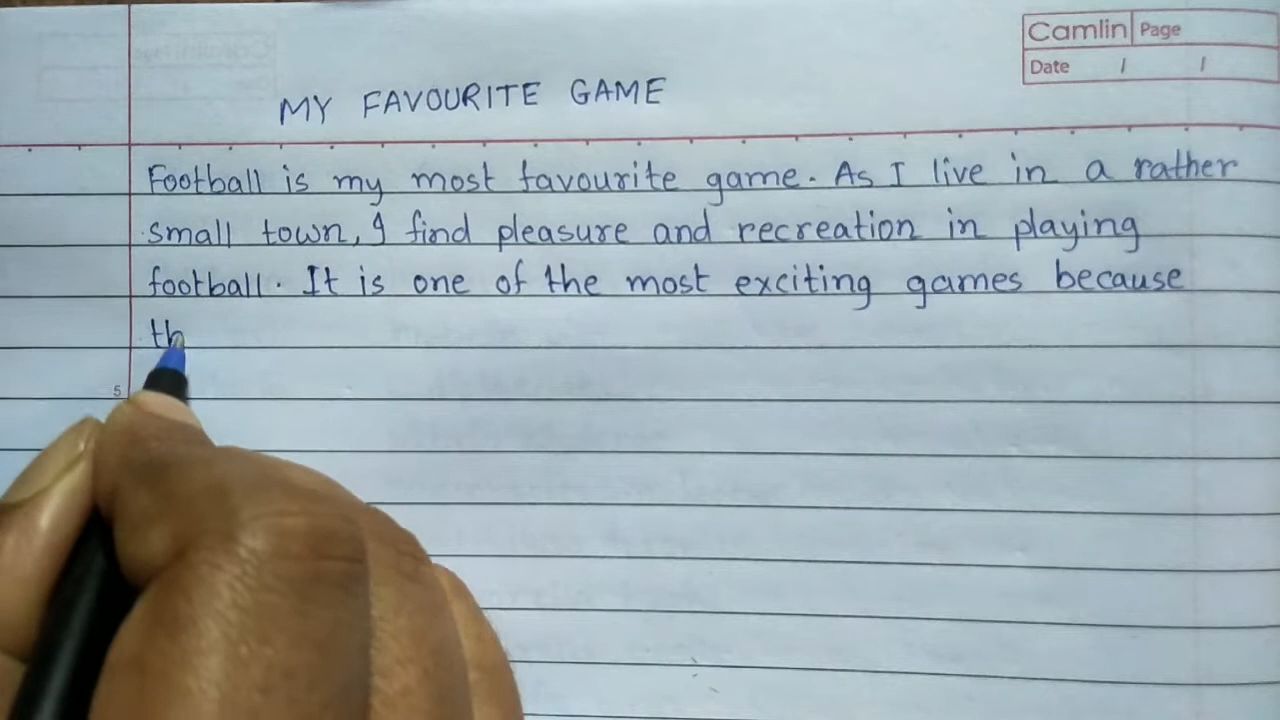 Camlin Page
Date / /
MY FAVOURITE GAME
Football is my most favourite game. As I live in a rather
small town, I find pleasure and recreation in playing
football. It is one of the most exciting games because
th
5